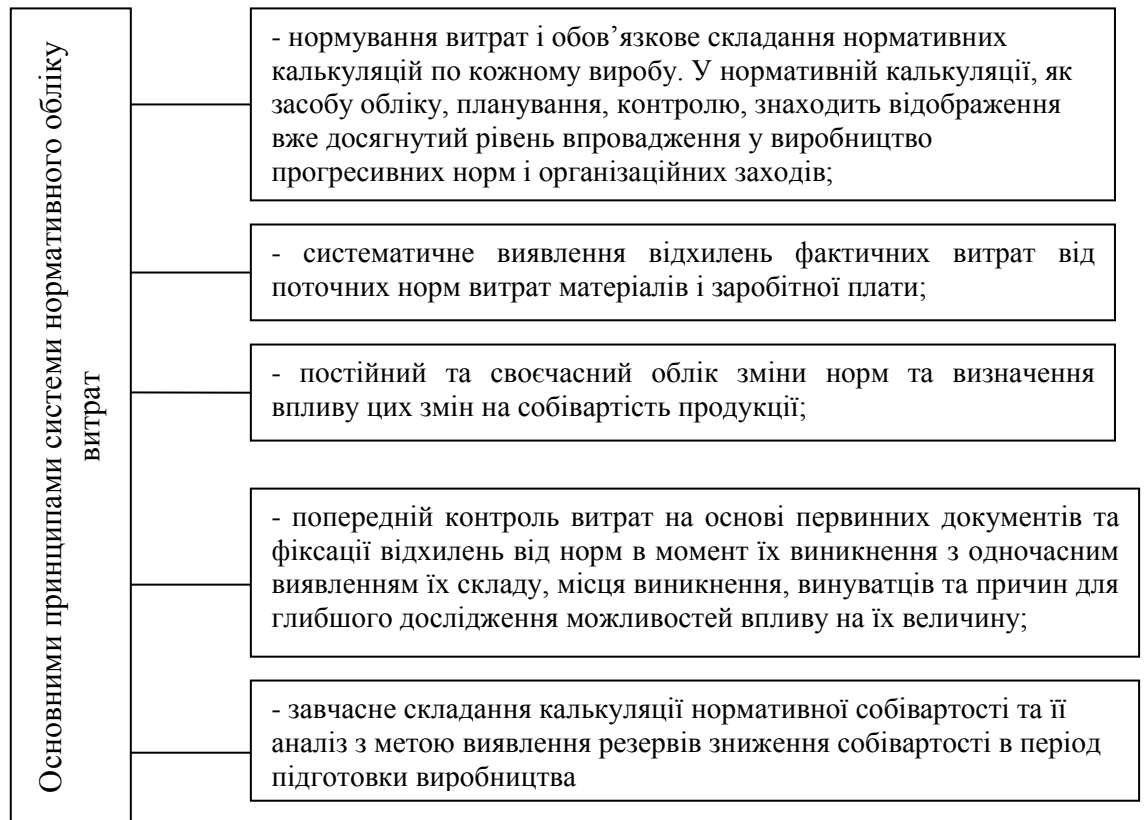 Основними принципами системи нормативного обліку
витрат
- нормування витрат і обов’язкове складання нормативних
калькуляцій по кожному виробу. У нормативній калькуляції, як
засобу обліку, планування, контролю, знаходить відображення
вже досягнутий рівень впровадження у виробництво
прогресивних норм і організаційних заходів;
- систематичне виявлення відхилень фактичних витрат від
поточних норм витрат матеріалів і заробітної плати;
- постійний та своєчасний облік зміни норм та визначення
впливу цих змін на собівартість продукції;
- попередній контроль витрат на основі первинних документів та
фіксації відхилень від норм в момент їх виникнення з одночасним
виявленням їх складу, місця виникнення, винуватців та причин для
глибшого дослідження можливостей впливу на їх величину;
- завчасне складання калькуляції нормативної собівартості та її
аналіз з метою виявлення резервів зниження собівартості в період
підготовки виробництва